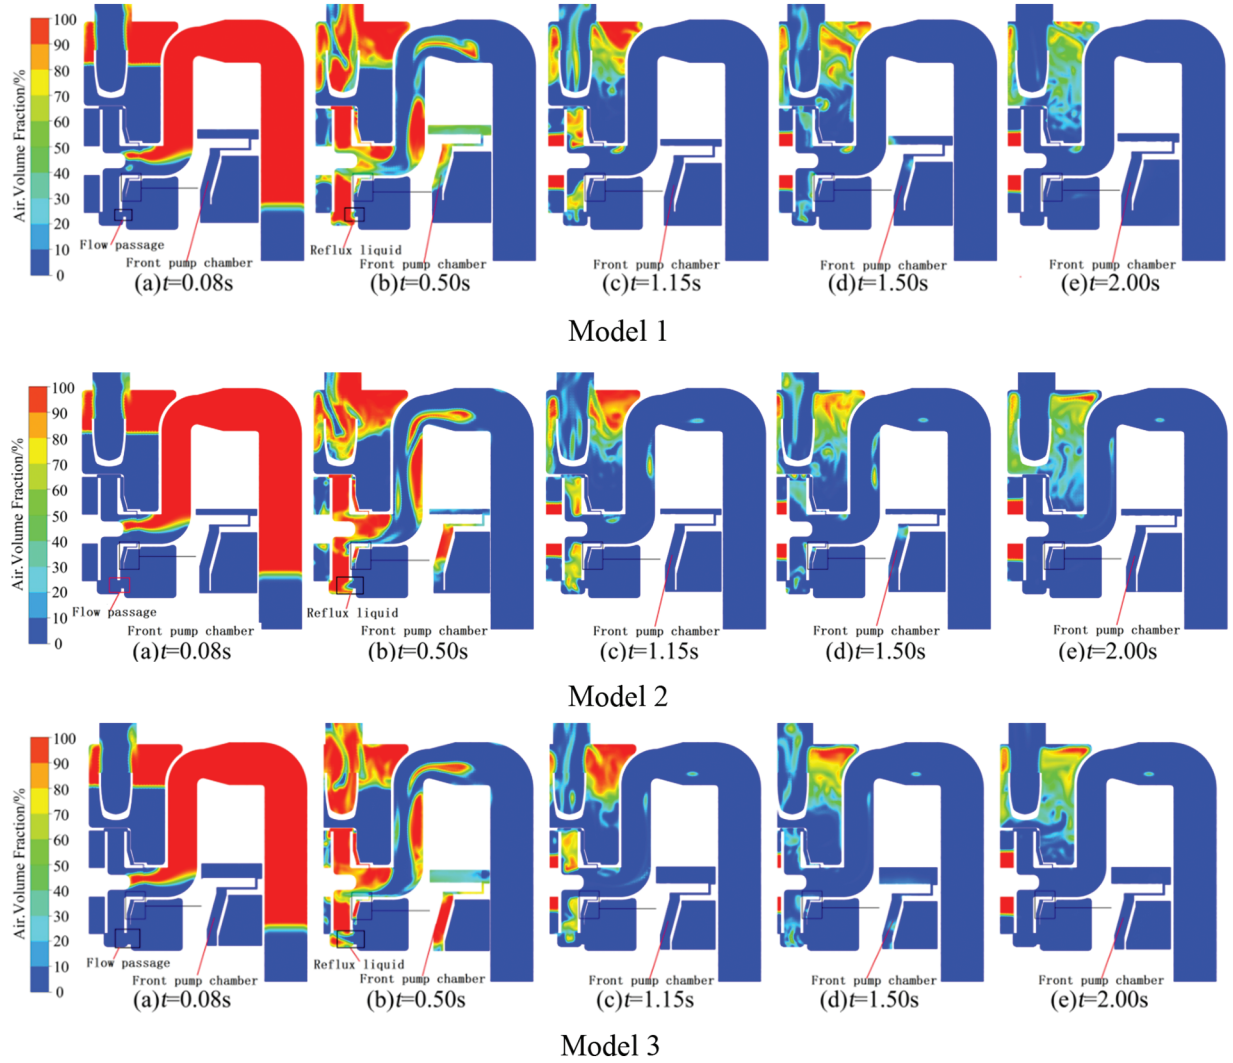 Air.Volume Fraction/%
100
90
80
70
60
50
40
30
20
10
0
Flow passage
Reflux liquid
Front pump chamber
Front pump chamber
Front pump chamber
Front pump chamber
Front pump chamber
(a)t=0.08s
(b)t=0.50s
(c)t=1.15s
(d)t=1.50s
(e)t=2.00s
Model 1
Air.Volume Fraction/%
100
90
80
70
60
50
40
30
20
10
0
Flow passage
Reflux liquid
Front pump chamber
Front pump chamber
Front pump chamber
Front pump chamber
Front pump chamber
(a)t=0.08s
(b)t=0.50s
(c)t=1.15s
(d)t=1.50s
(e)t=2.00s
Model 2
Air.Volume Fraction/%
100
90
80
70
60
50
40
30
20
10
0
Flow passage
Reflux liquid
Front pump chamber
Front pump chamber
Front pump chamber
Front pump chamber
Front pump chamber
(a)t=0.08s
(b)t=0.50s
(c)t=1.15s
(d)t=1.50s
(e)t=2.00s
Model 3